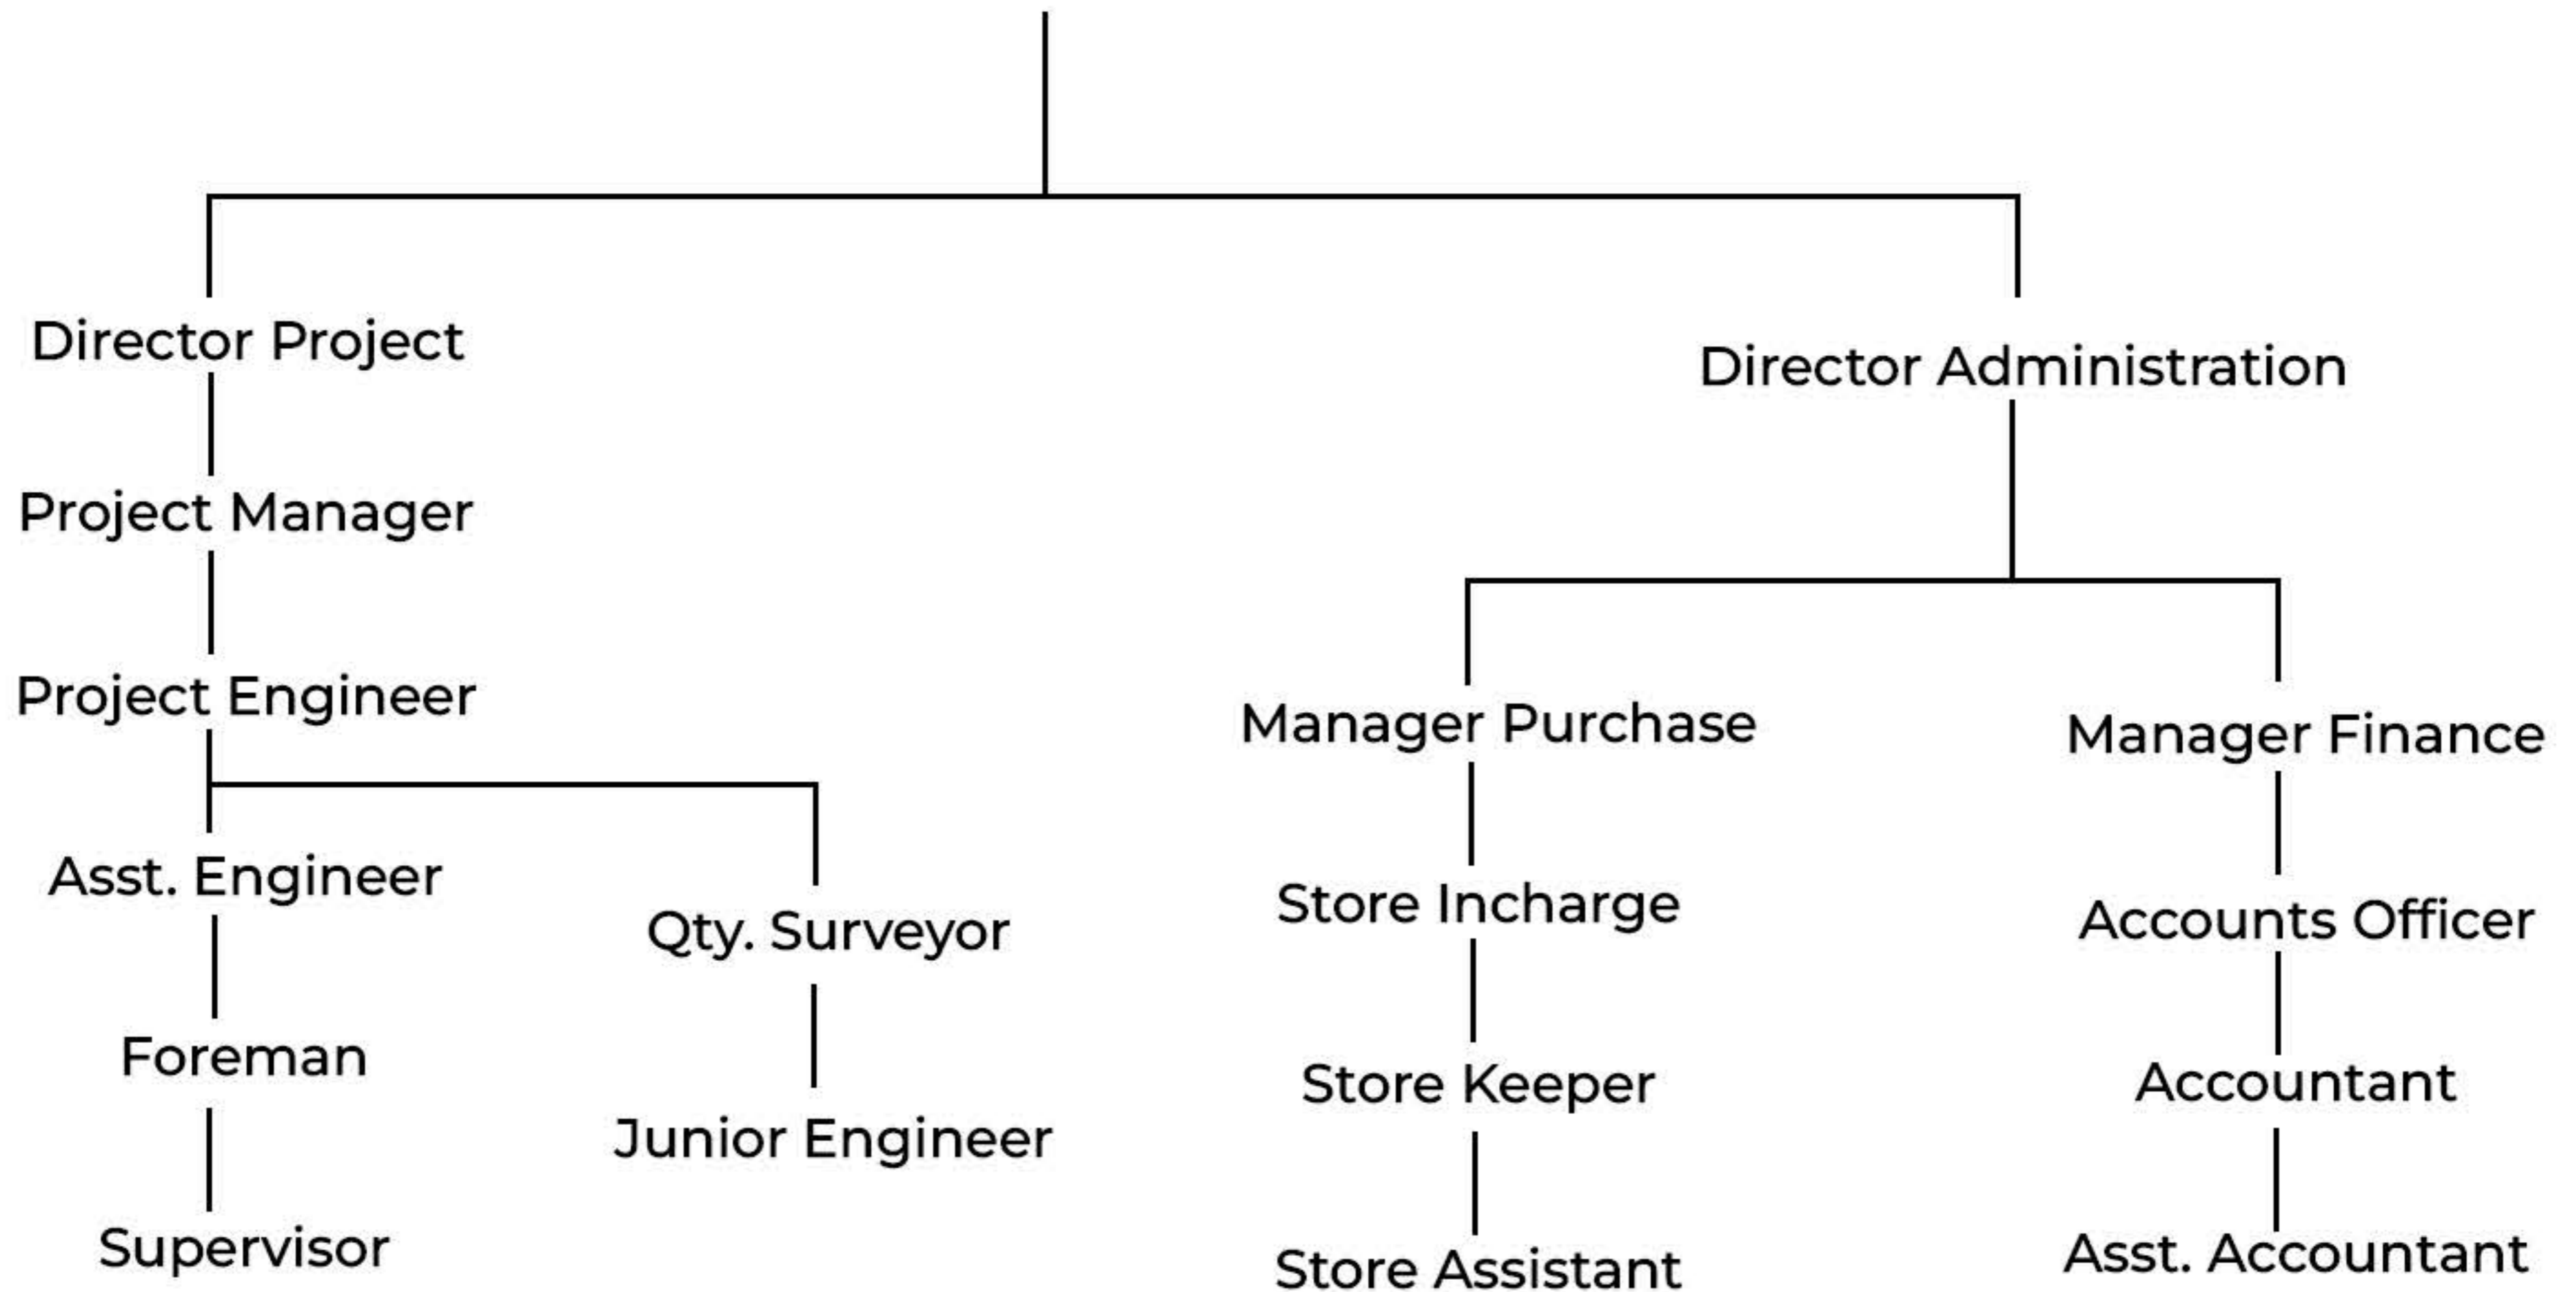 Director Project
Director Administration
Project Manager
Project Engineer
Manager Purchase
Manager Finance
Asst. Engineer
Qty. Surveyor
Store Incharge
Accounts Officer
Foreman
Junior Engineer
Store Keeper
Accountant
Supervisor
Store Assistant
Asst. Accountant